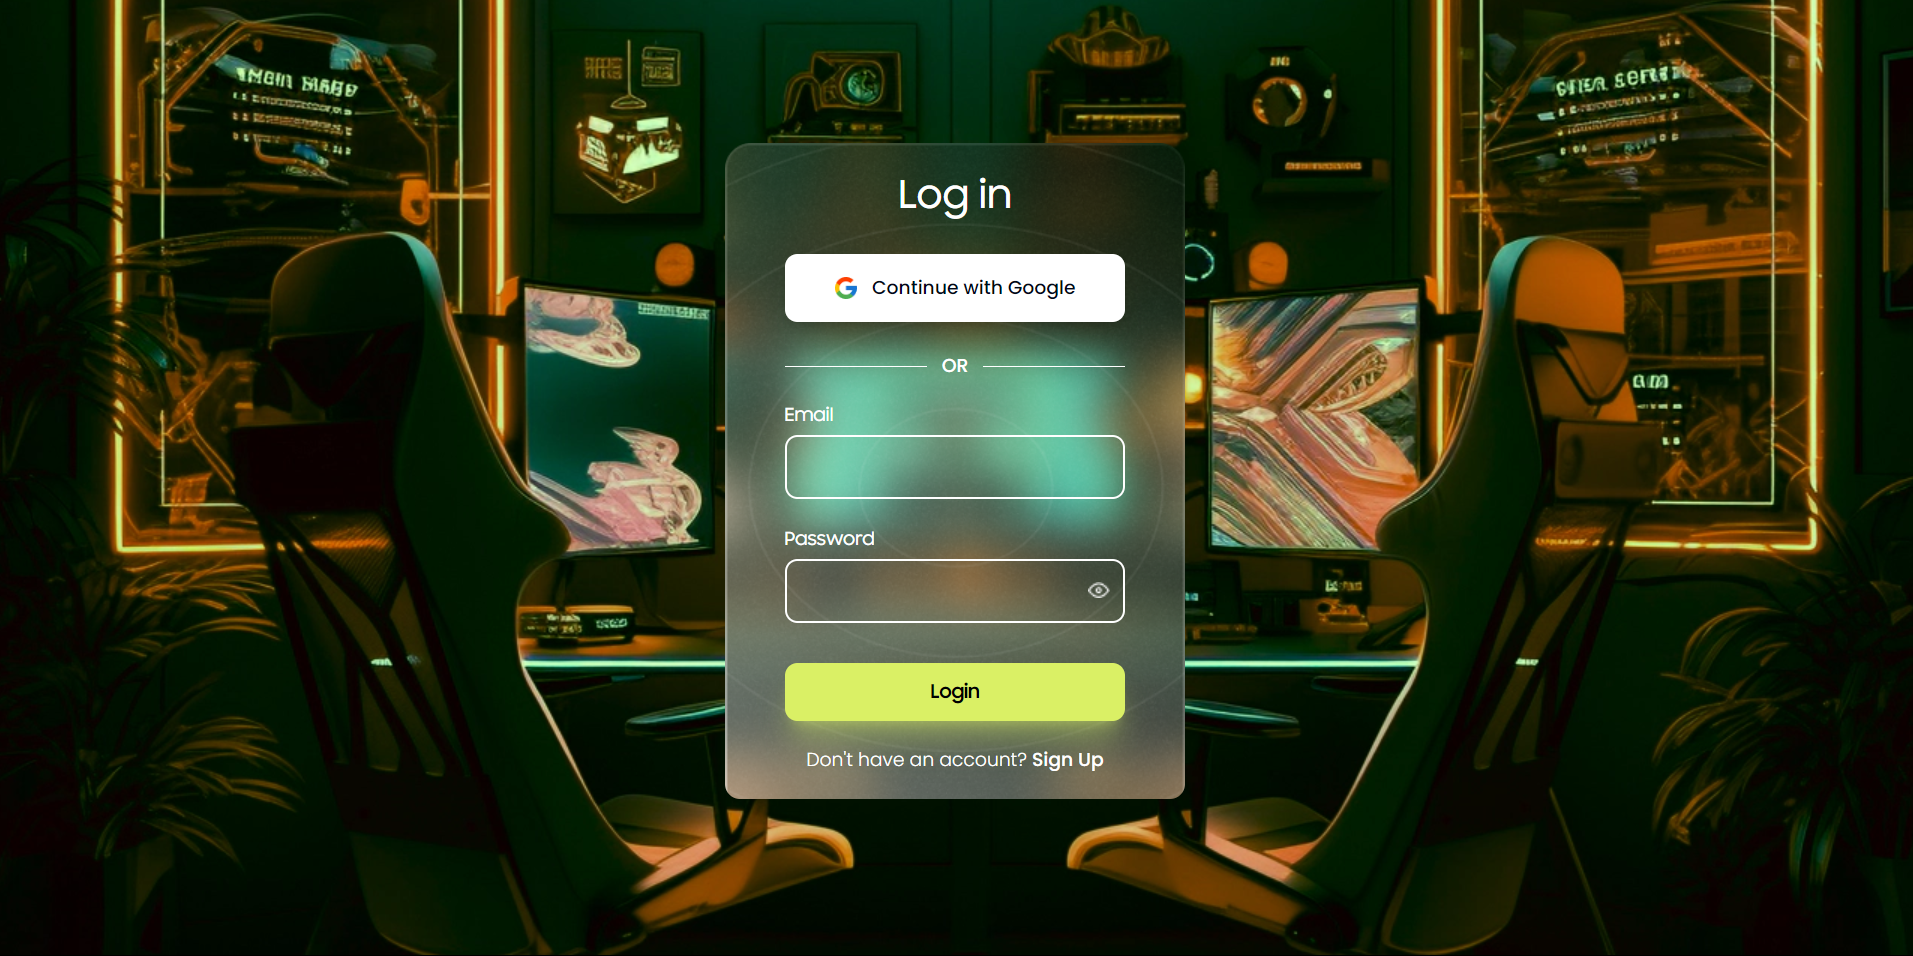 Log in
Continue with Google
OR
Email
Password
Login
Don't have an account? Sign Up